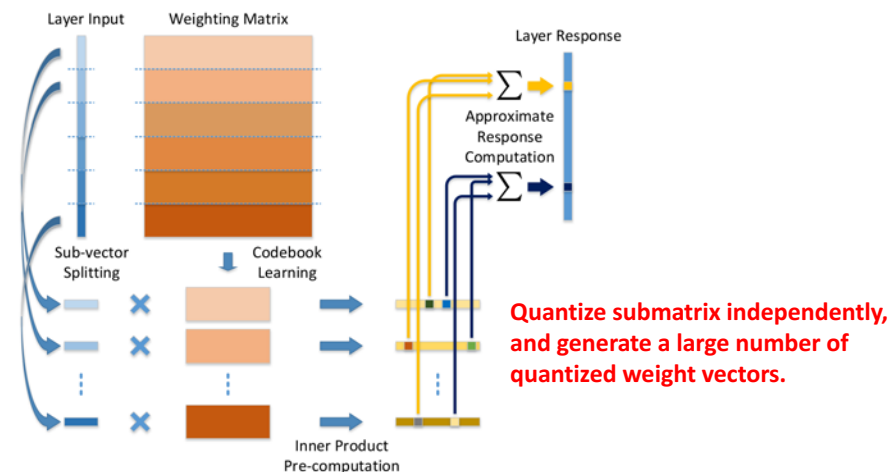 Layer Input
Weighting Matrix
Layer Response
∑
Approximate
Response
Computation
∑
Sub-vector
Splitting
Codebook
Learning
×
×
×
Quantize submatrix independently,
and generate a large number of
quantized weight vectors.
Inner Product
Pre-computation